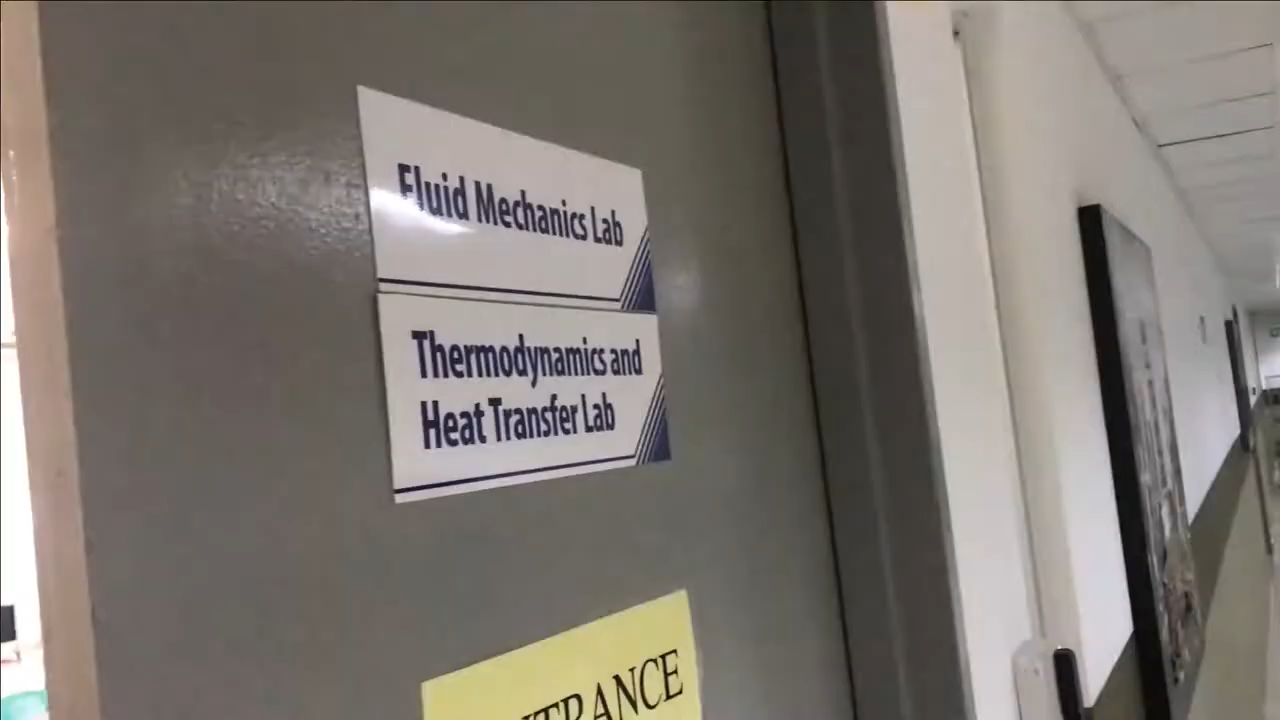 Fluid Mechanics Lab
Thermodynamics and
Heat Transfer Lab